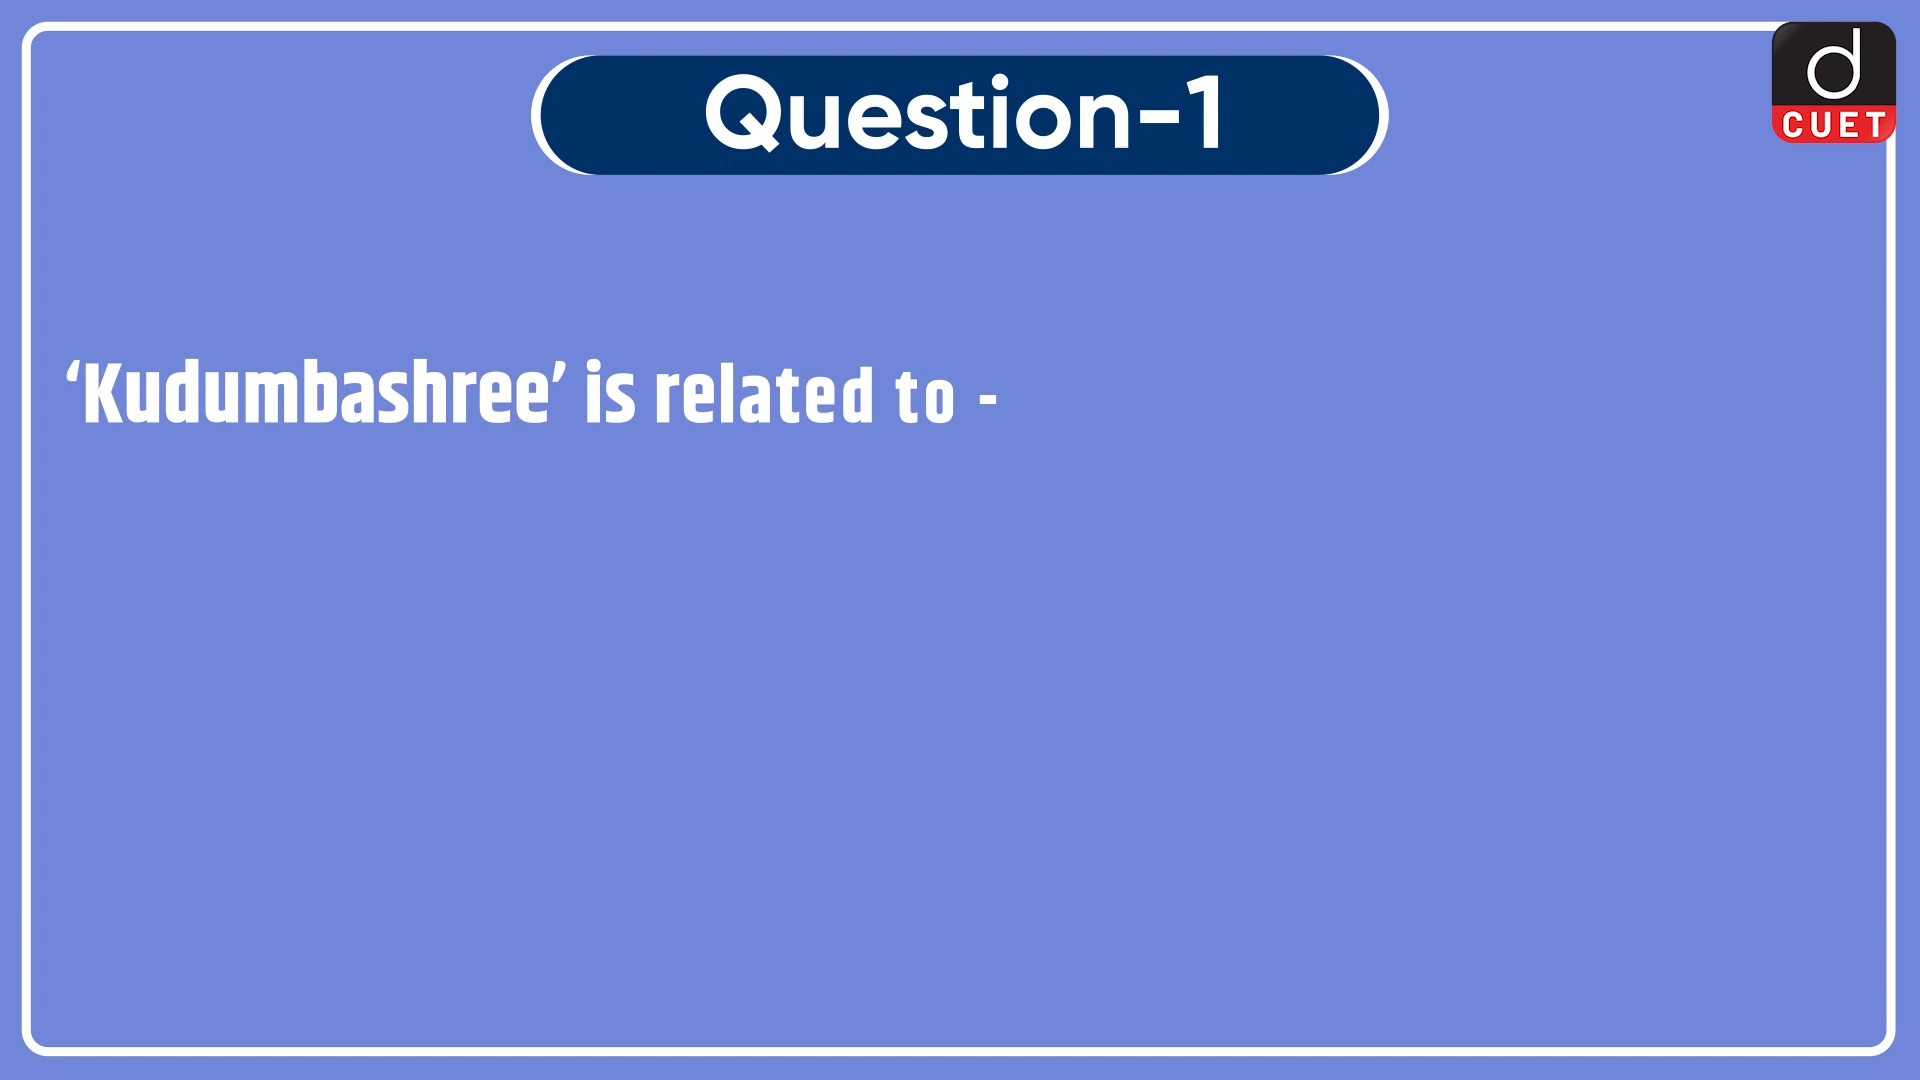 Question-1
d
CUET
‘Kudumbashree’ is related to -